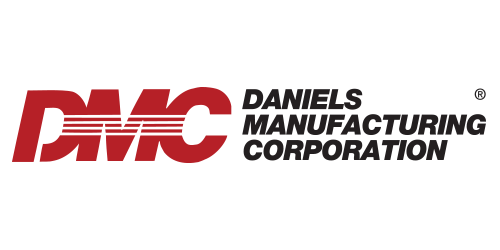 DMC
DANIELS
MANUFACTURING
CORPORATION
®